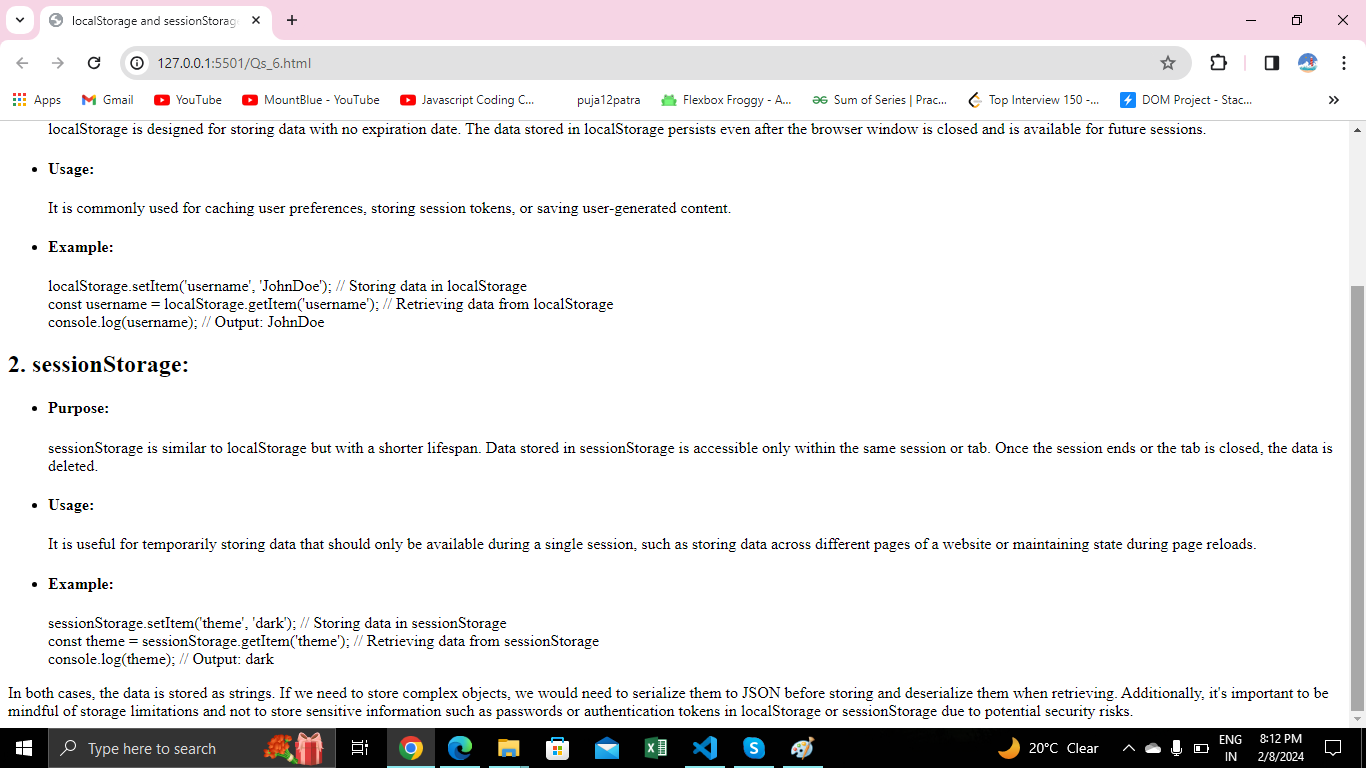 localStorage and sessionStorag
127.0.0.1:5501/Qs_6.html
Apps Gmail YouTube MountBlue - YouTube Javascript Coding C... puja12patra Flexbox Froggy - A... Sum of Series | Prac... Top Interview 150 -... DOM Project - Stac...
localStorage is designed for storing data with no expiration date. The data stored in localStorage persists even after the browser window is closed and is available for future sessions.
• Usage:
It is commonly used for caching user preferences, storing session tokens, or saving user-generated content.
• Example:
localStorage.setItem('username', 'JohnDoe'); // Storing data in localStorage
const username = localStorage.getItem('username'); // Retrieving data from localStorage
console.log(username); // Output: JohnDoe
2. sessionStorage:
• Purpose:
sessionStorage is similar to localStorage but with a shorter lifespan. Data stored in sessionStorage is accessible only within the same session or tab. Once the session ends or the tab is closed, the data is
deleted.
• Usage:
It is useful for temporarily storing data that should only be available during a single session, such as storing data across different pages of a website or maintaining state during page reloads.
• Example:
sessionStorage.setItem('theme', 'dark'); // Storing data in sessionStorage
const theme = sessionStorage.getItem('theme'); // Retrieving data from sessionStorage
console.log(theme); // Output: dark
In both cases, the data is stored as strings. If we need to store complex objects, we would need to serialize them to JSON before storing and deserialize them when retrieving. Additionally, it's important to be
mindful of storage limitations and not to store sensitive information such as passwords or authentication tokens in localStorage or sessionStorage due to potential security risks.
Type here to search
20°C Clear
ENG
IN
8:12 PM
2/8/2024